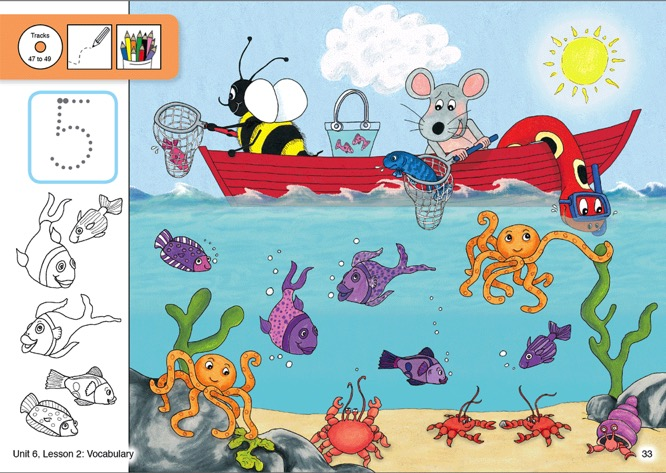 Tracks
47 to 49
5
Unit 6, Lesson 2: Vocabulary
33